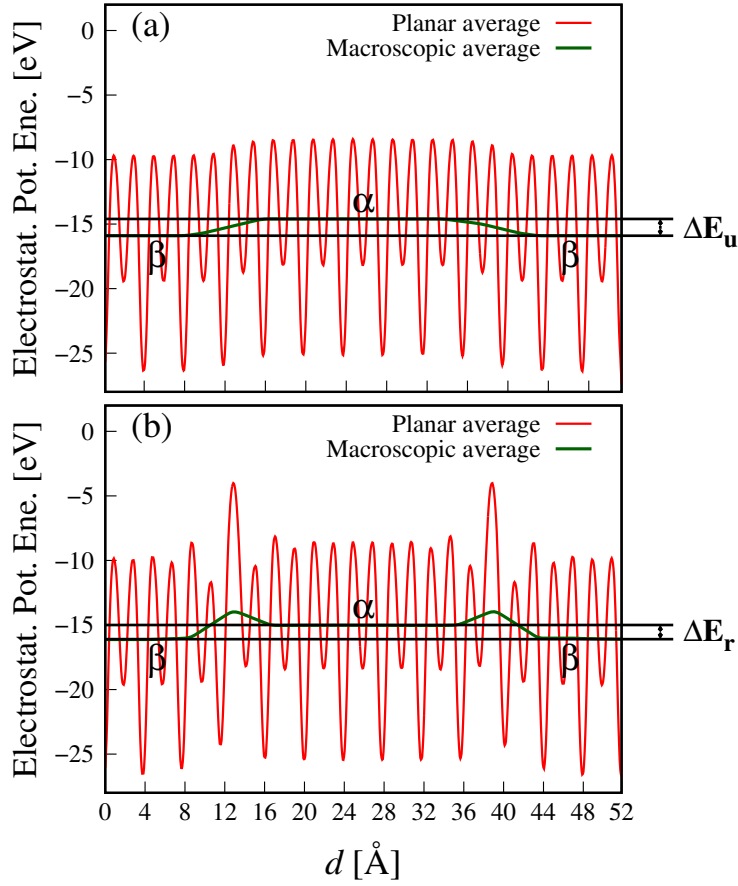 (a)
Planar average
Macroscopic average
Electrostat. Pot. Ene. [eV]
0
−5
−10
−15
−20
−25
α
β
β
ΔE_u
(b)
Planar average
Macroscopic average
Electrostat. Pot. Ene. [eV]
0
−5
−10
−15
−20
−25
α
β
β
ΔE_r
0 4 8 12 16 20 24 28 32 36 40 44 48 52
d [Å]